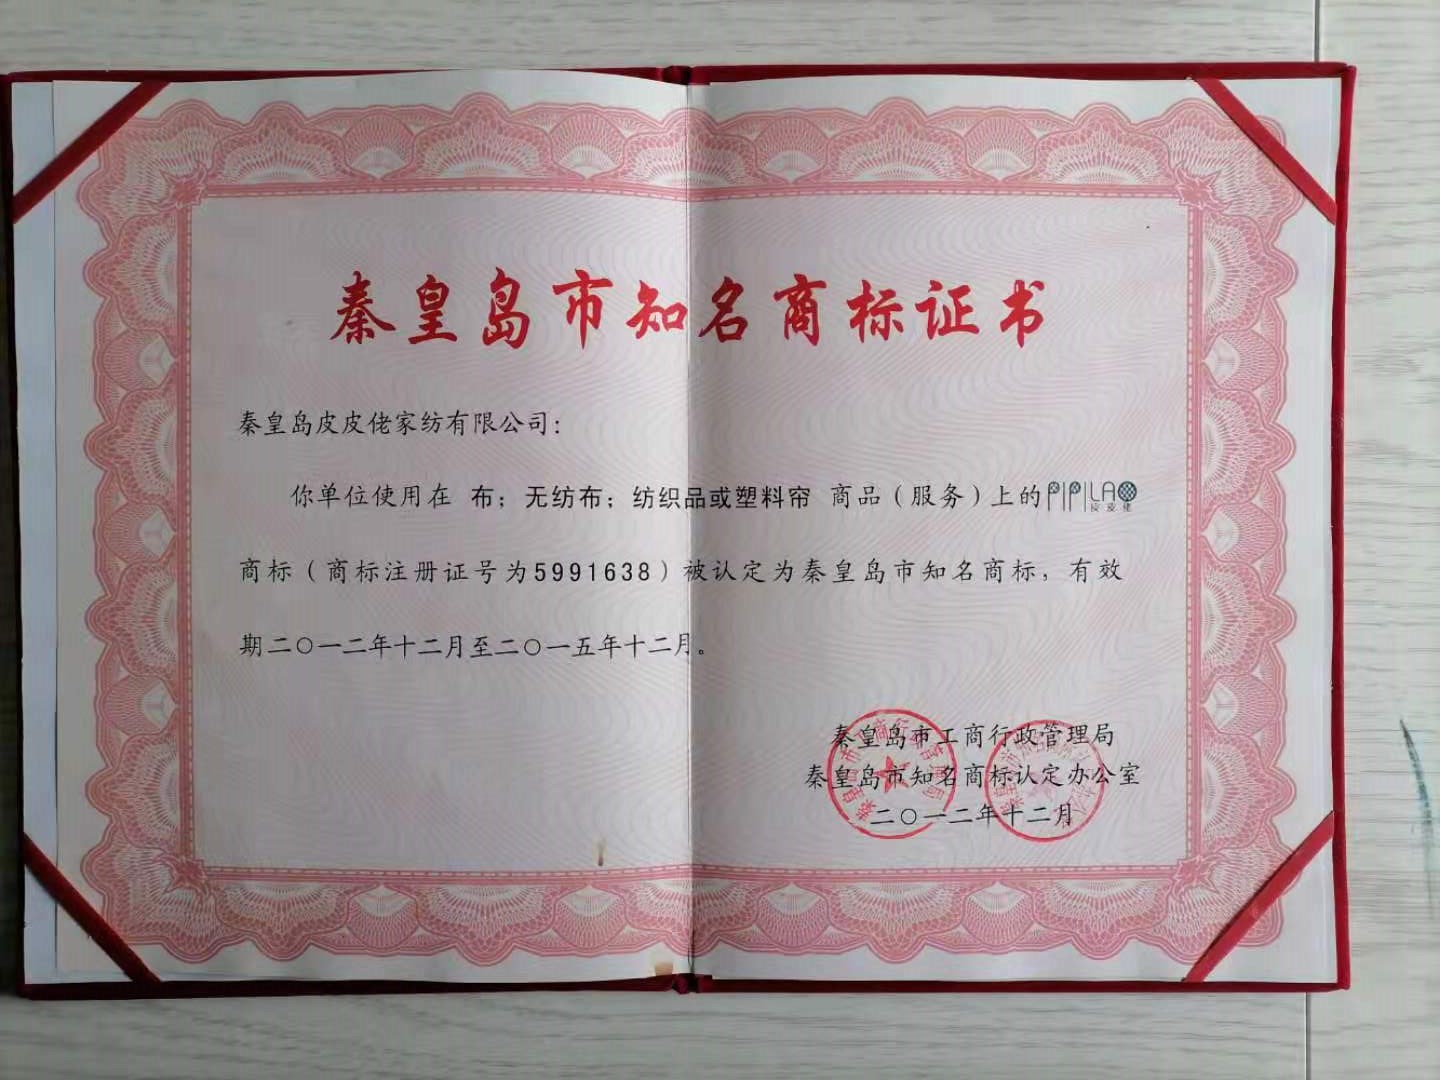 秦皇岛市知名商标证书
秦皇岛皮皮佬家纺有限公司：
你单位使用在 布；无纺布；纺织品或塑料帘 商品（服务）上的PIPILAO
皮皮佬
商标（商标注册证号为5991638）被认定为秦皇岛市知名商标，有效
期二〇一二年十二月至二〇一五年十二月。
秦皇岛市工商行政管理局
秦皇岛市知名商标认定办公室
二〇一二年十二月